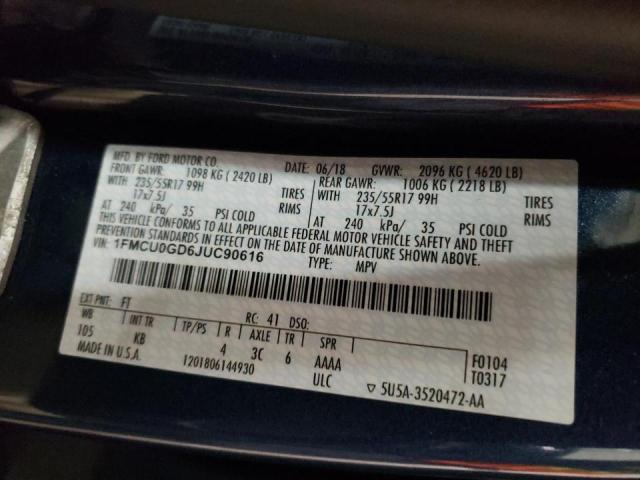 MFD. BY FORD MOTOR CO.
DATE: 06/18 GVWR: 2096 KG ( 4620 LB)
FRONT GAWR: 1098 KG ( 2420 LB)
REAR GAWR: 1006 KG ( 2218 LB)
WITH 235/55R17 99H TIRES
WITH 235/55R17 99H TIRES
17x7.5J RIMS
17x7.5J RIMS
AT 240 kPa/ 35 PSI COLD
AT 240 kPa/ 35 PSI COLD
THIS VEHICLE CONFORMS TO ALL APPLICABLE FEDERAL MOTOR VEHICLE SAFETY AND THEFT
PREVENTION STANDARDS IN EFFECT ON THE DATE OF MANUFACTURE SHOWN ABOVE.
VIN: 1FMCU0GD6JUC90616
TYPE: MPV
EXT PNT: FT RC: 41 DSO:
WB INT TR TP/PS R AXLE TR SPR
105 KB 4 3C 6 AAAA
F0104
T0317
MADE IN U.S.A. 1201806144930 ULC
▽ 5U5A-3520472-AA